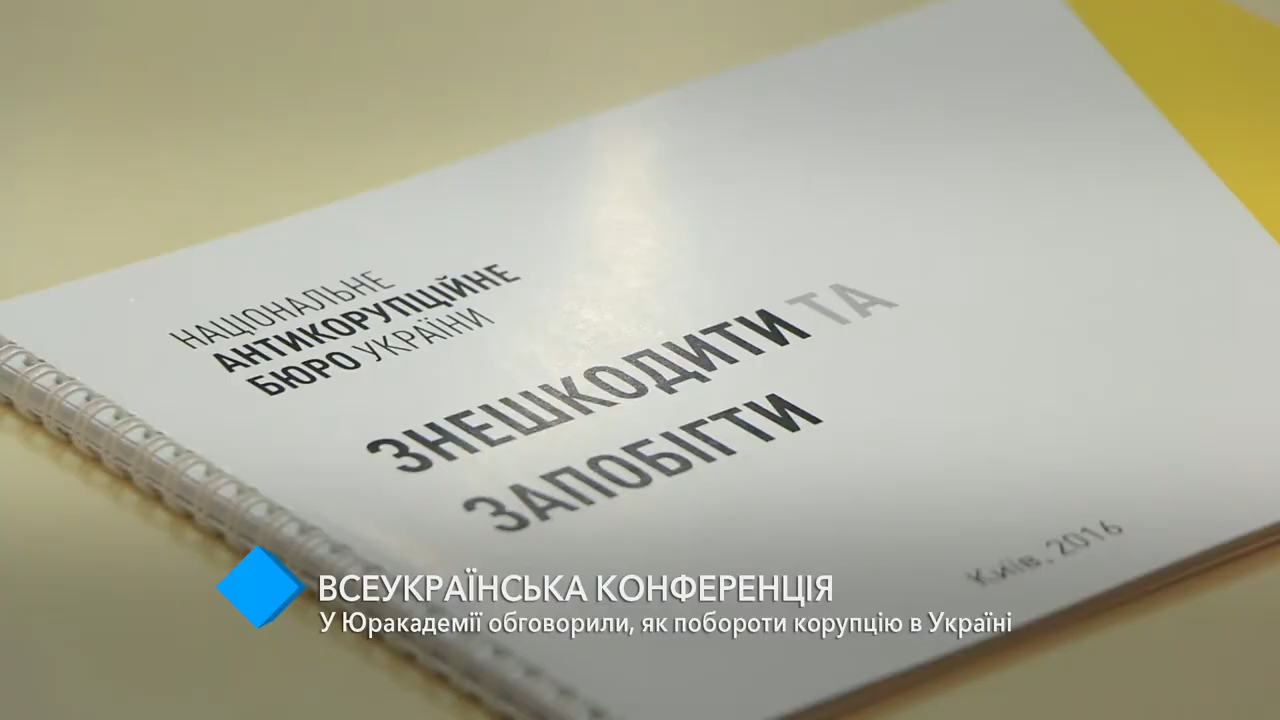 НАЦІОНАЛЬНЕ
АНТИКОРУПЦІЙНЕ
БЮРО УКРАЇНИ
ЗНЕШКОДИТИ ТА
ЗАПОБІГТИ
Київ, 2016
ВСЕУКРАЇНСЬКА КОНФЕРЕНЦІЯ
У Юракадемії обговорили, як побороти корупцію в Україні